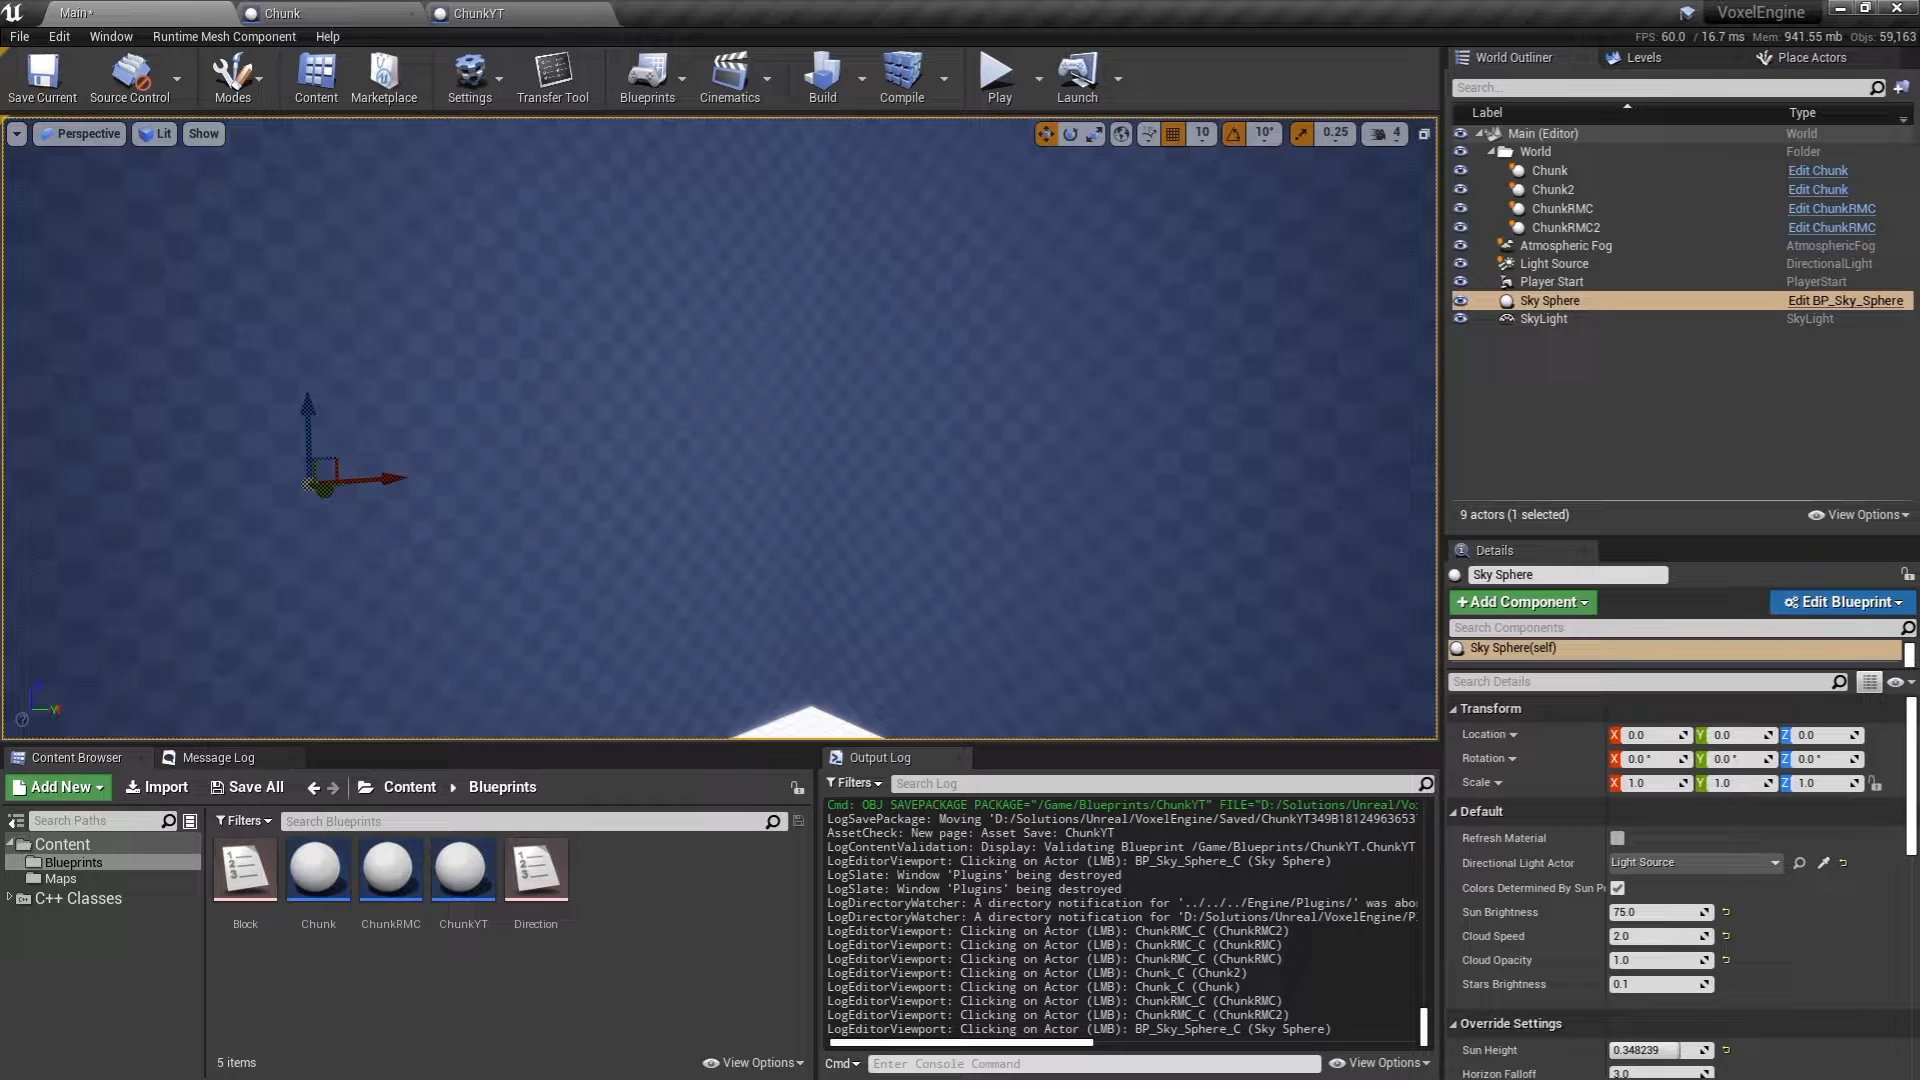 Main*
Chunk
ChunkYT
VoxelEngine
File Edit Window Runtime Mesh Component Help
FPS: 60.0 / 16.7 ms Mem: 941.55 mb Objs: 59,163
Save Current
Source Control
Modes
Content
Marketplace
Settings
Transfer Tool
Blueprints
Cinematics
Build
Compile
Play
Launch
Perspective
Lit
Show
10
10°
0.25
4
World Outliner
Levels
Place Actors
Search...
Label Type
Main (Editor) World
World Folder
Chunk Edit Chunk
Chunk2 Edit Chunk
ChunkRMC Edit ChunkRMC
ChunkRMC2 Edit ChunkRMC
Atmospheric Fog AtmosphericFog
Light Source DirectionalLight
Player Start PlayerStart
Sky Sphere Edit BP_Sky_Sphere
SkyLight SkyLight
9 actors (1 selected)
View Options
Details
Sky Sphere
+Add Component
Edit Blueprint
Search Components
Sky Sphere(self)
Search Details
Transform
Location X 0.0 Y 0.0 Z 0.0
Rotation X 0.0 ° Y 0.0 ° Z 0.0 °
Scale X 1.0 Y 1.0 Z 1.0
Default
Refresh Material
Directional Light Actor Light Source
Colors Determined By Sun P
Sun Brightness 75.0
Cloud Speed 2.0
Cloud Opacity 1.0
Stars Brightness 0.1
Override Settings
Sun Height 0.348239
Horizon Falloff 3.0
Content Browser
Message Log
Add New
Import
Save All
Content
Blueprints
Search Paths
Filters
Search Blueprints
Content
Blueprints
Maps
C++ Classes
Block
Chunk
ChunkRMC
ChunkYT
Direction
5 items
View Options
Output Log
Filters
Search Log
Cmd: OBJ SAVEPACKAGE PACKAGE="/Game/Blueprints/ChunkYT" FILE="D:/Solutions/Unreal/Vo
LogSavePackage: Moving 'D:/Solutions/Unreal/VoxelEngine/Saved/ChunkYT349B18124963653
AssetCheck: New page: Asset Save: ChunkYT
LogContentValidation: Display: Validating Blueprint /Game/Blueprints/ChunkYT.ChunkYT
LogEditorViewport: Clicking on Actor (LMB): BP_Sky_Sphere_C (Sky Sphere)
LogSlate: Window 'Plugins' being destroyed
LogSlate: Window 'Plugins' being destroyed
LogDirectoryWatcher: A directory notification for '../../../Engine/Plugins/' was abo
LogDirectoryWatcher: A directory notification for 'D:/Solutions/Unreal/VoxelEngine/P
LogEditorViewport: Clicking on Actor (LMB): ChunkRMC_C (ChunkRMC2)
LogEditorViewport: Clicking on Actor (LMB): ChunkRMC_C (ChunkRMC)
LogEditorViewport: Clicking on Actor (LMB): ChunkRMC_C (ChunkRMC)
LogEditorViewport: Clicking on Actor (LMB): Chunk_C (Chunk2)
LogEditorViewport: Clicking on Actor (LMB): Chunk_C (Chunk)
LogEditorViewport: Clicking on Actor (LMB): ChunkRMC_C (ChunkRMC)
LogEditorViewport: Clicking on Actor (LMB): ChunkRMC_C (ChunkRMC2)
LogEditorViewport: Clicking on Actor (LMB): BP_Sky_Sphere_C (Sky Sphere)
Cmd
Enter Console Command
View Options